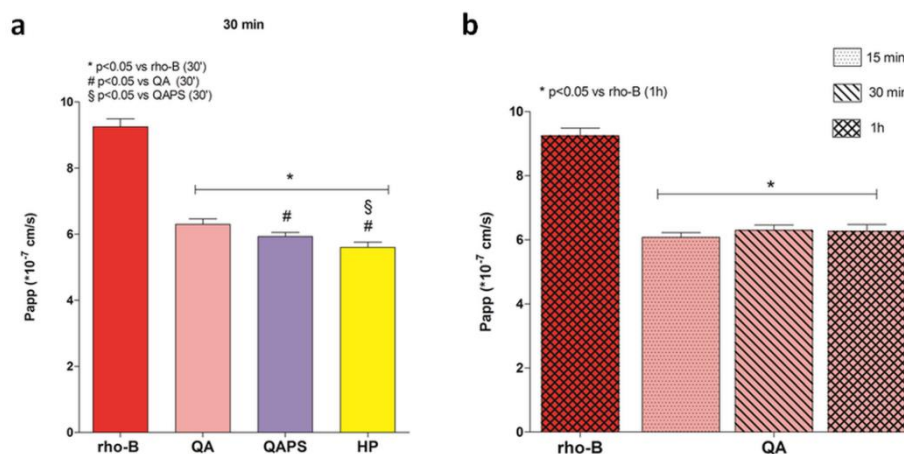 a
30 min
* p<0.05 vs rho-B (30')
# p<0.05 vs QA (30')
§ p<0.05 vs QAPS (30')
Papp (*10⁻⁷ cm/s)
10
8
6
4
2
0
*
#
§
#
rho-B QA QAPS HP
b
15 min
30 min
1h
* p<0.05 vs rho-B (1h)
Papp (*10⁻⁷ cm/s)
10
8
6
4
2
0
*
rho-B QA